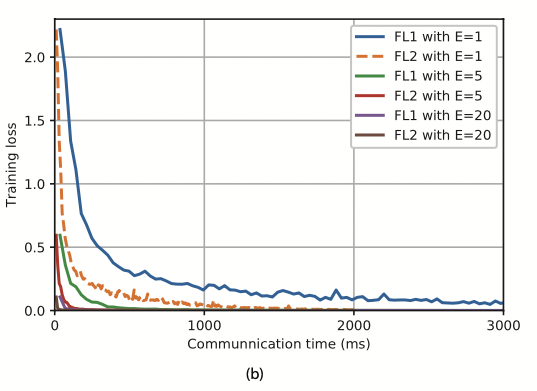 FL1 with E=1
FL2 with E=1
FL1 with E=5
FL2 with E=5
FL1 with E=20
FL2 with E=20
2.0
1.5
1.0
0.5
0.0
Training loss
0 1000 2000 3000
Communnication time (ms)
(b)